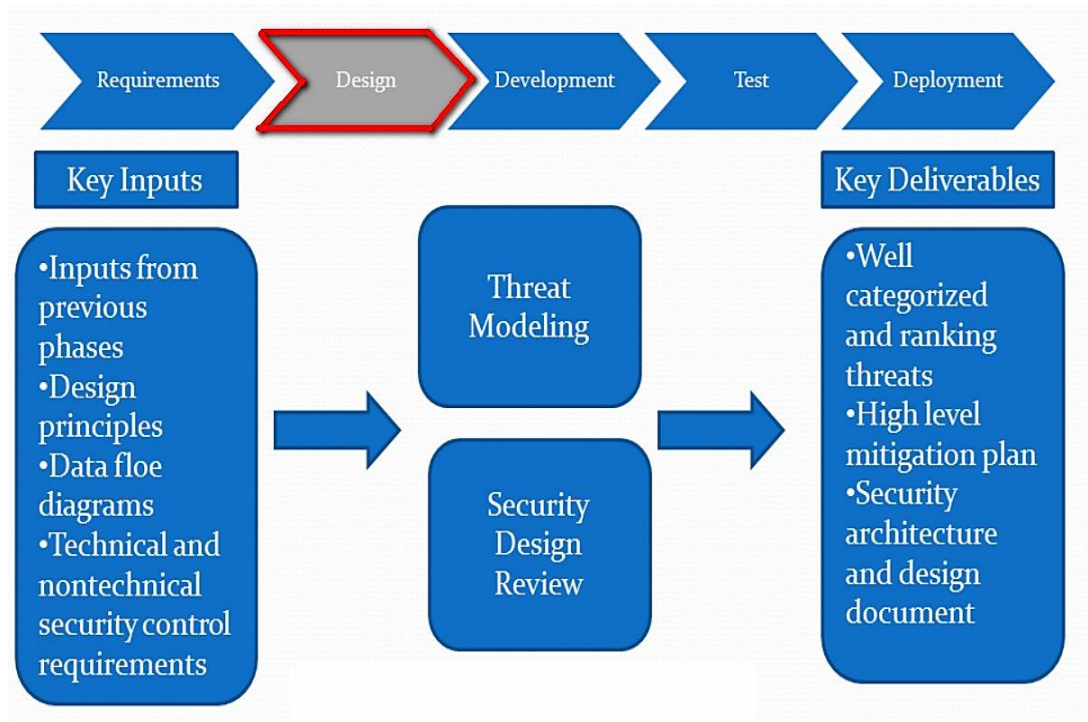 Requirements
Design
Development
Test
Deployment
Key Inputs
Key Deliverables
•Inputs from
previous
phases
•Design
principles
•Data floe
diagrams
•Technical and
nontechnical
security control
requirements
Threat
Modeling
Security
Design
Review
•Well
categorized
and ranking
threats
•High level
mitigation plan
•Security
architecture
and design
document